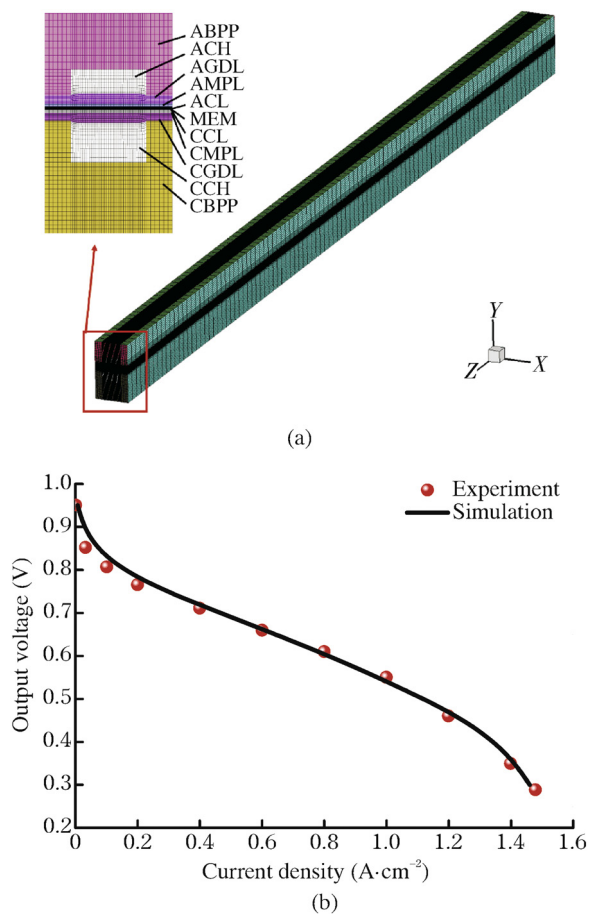 ABPP
ACH
AGDL
AMPL
ACL
MEM
CCL
CMPL
CGDL
CCH
CBPP
Y
Z
X
(a)
Experiment
Simulation
Output voltage (V)
1.0
0.9
0.8
0.7
0.6
0.5
0.4
0.3
0.2
0 0.2 0.4 0.6 0.8 1.0 1.2 1.4 1.6
Current density (A·cm⁻²)
(b)